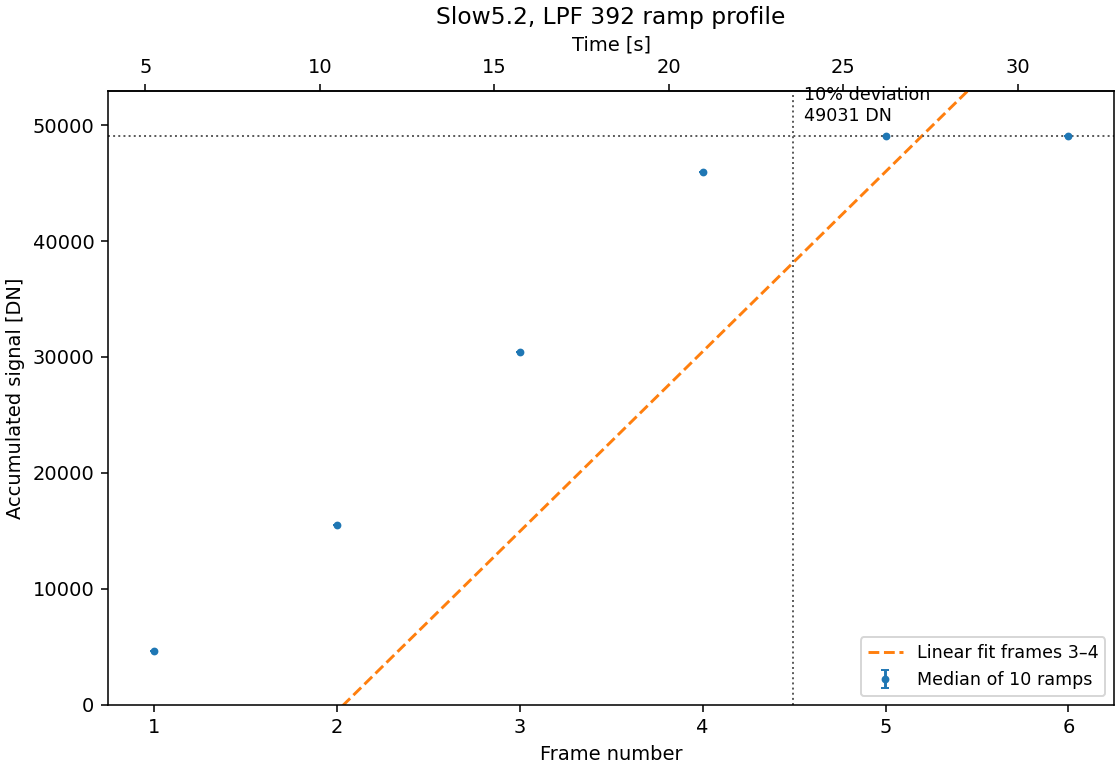 Slow5.2, LPF 392 ramp profile
Time [s]
5 10 15 20 25 30
10% deviation
49031 DN
50000
40000
30000
20000
10000
0
Accumulated signal [DN]
Linear fit frames 3–4
Median of 10 ramps
1 2 3 4 5 6
Frame number